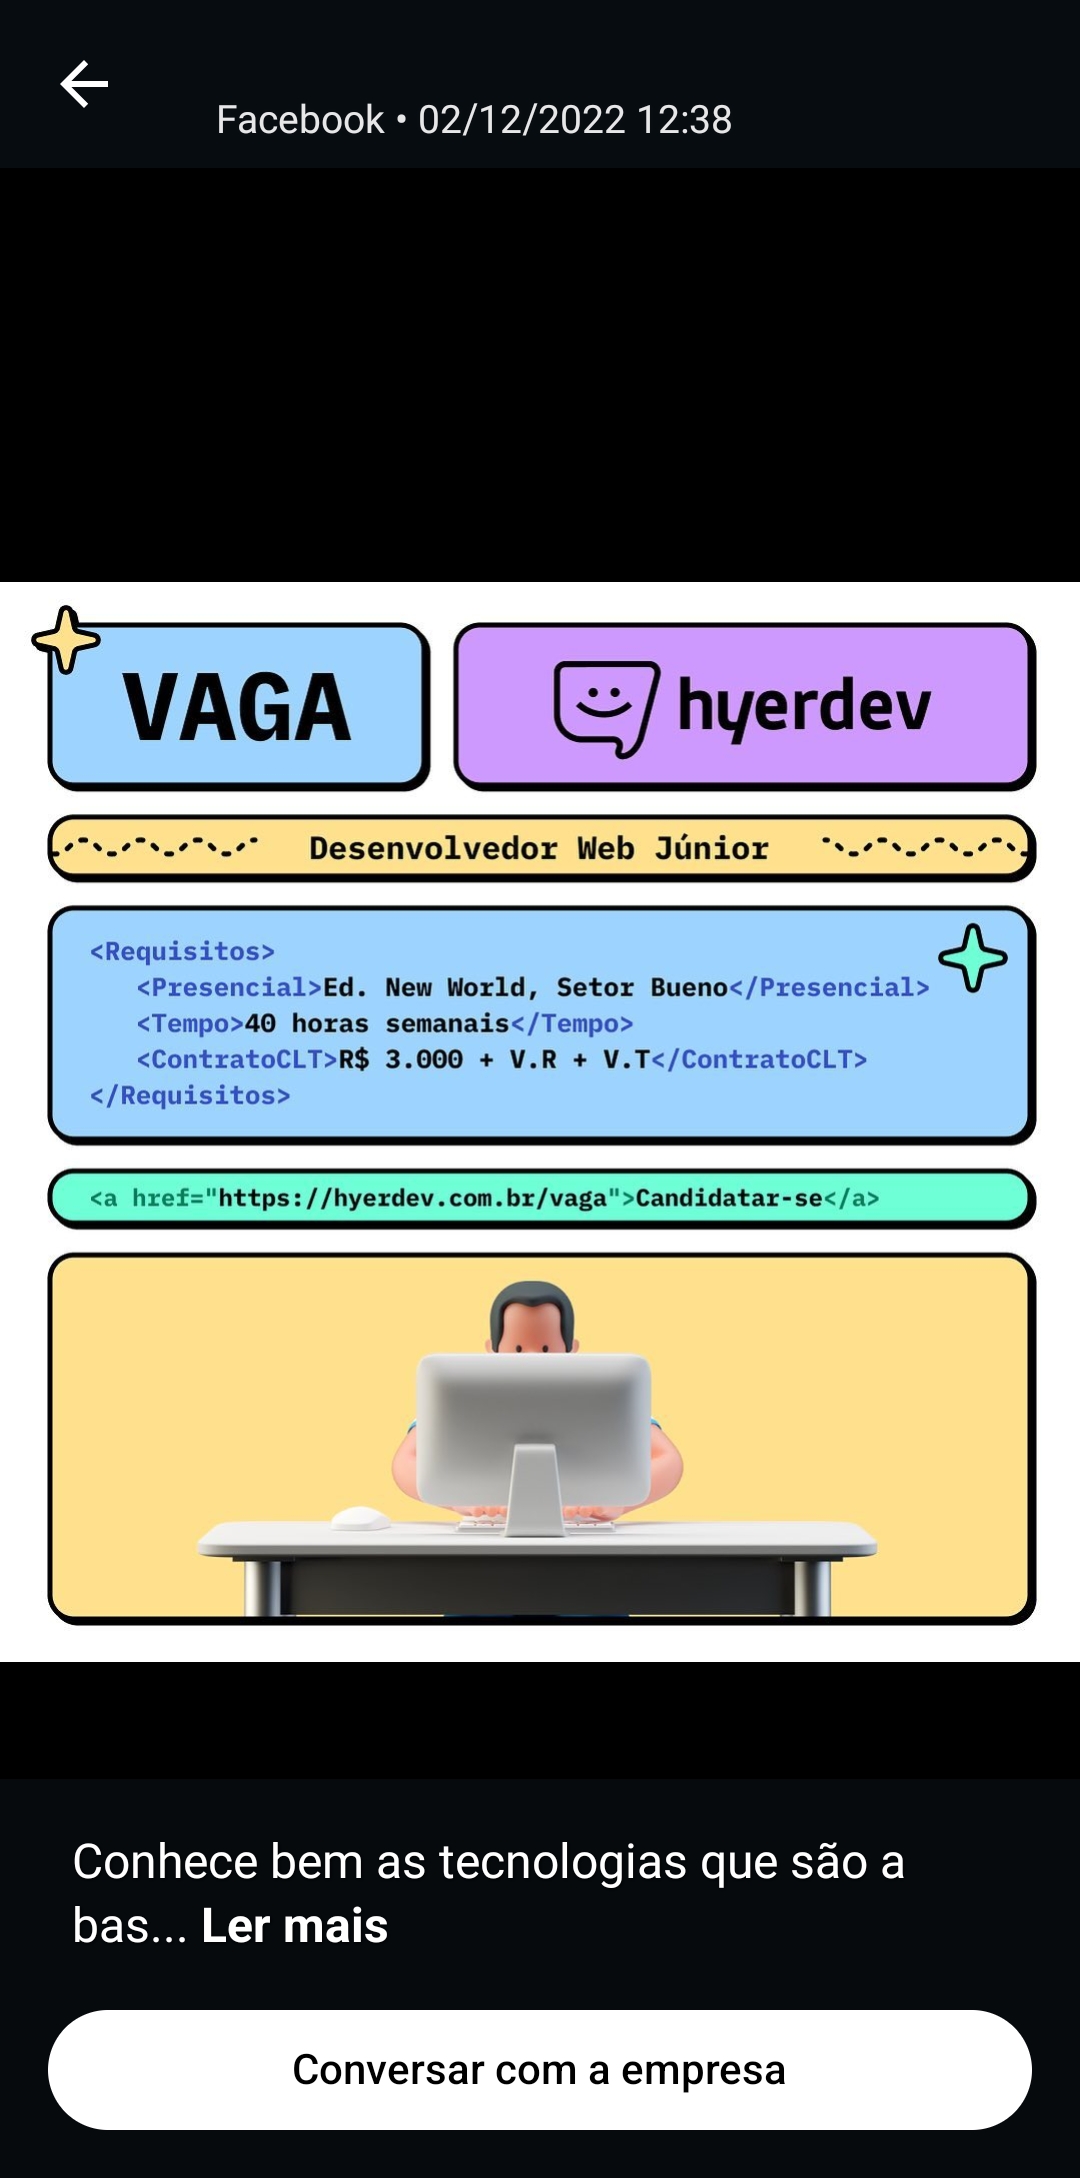 Facebook • 02/12/2022 12:38
VAGA
hyerdev
Desenvolvedor Web Júnior
<Requisitos>
<Presencial>Ed. New World, Setor Bueno</Presencial>
<Tempo>40 horas semanais</Tempo>
<ContratoCLT>R$ 3.000 + V.R + V.T</ContratoCLT>
</Requisitos>
<a href="https://hyerdev.com.br/vaga">Candidatar-se</a>
Conhece bem as tecnologias que são a
bas... Ler mais
Conversar com a empresa